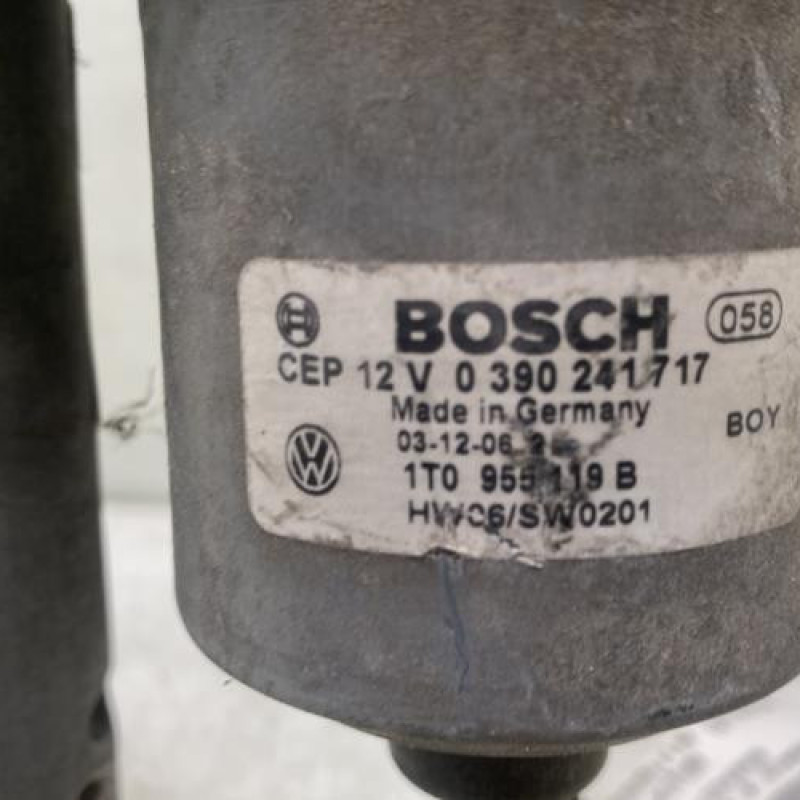 BOSCH 058
CEP 12 V 0 390 241 717
Made in Germany
BOY
03-12-06
1T0 955 119 B
HW06/SW0201